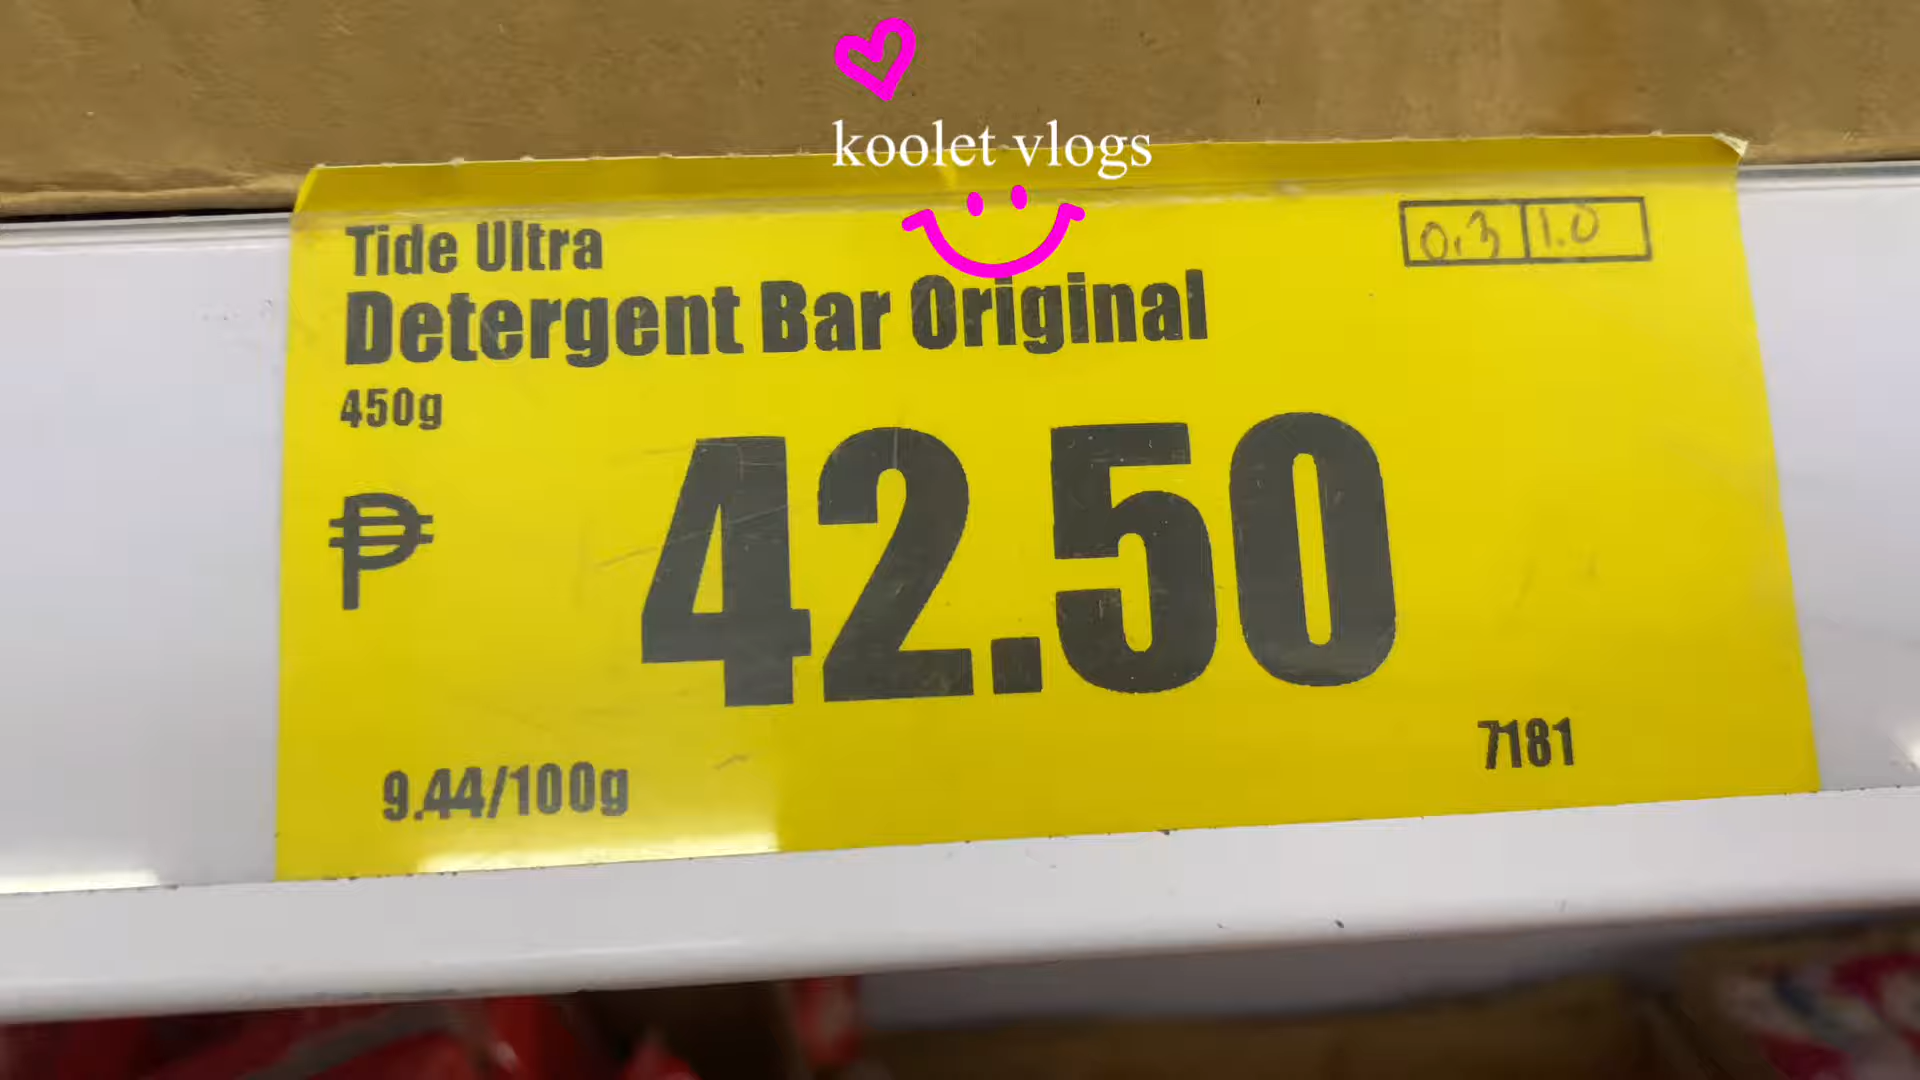 koolet vlogs
Tide Ultra
0.3 1.0
Detergent Bar Original
450g
₱ 42.50
9.44/100g
7181